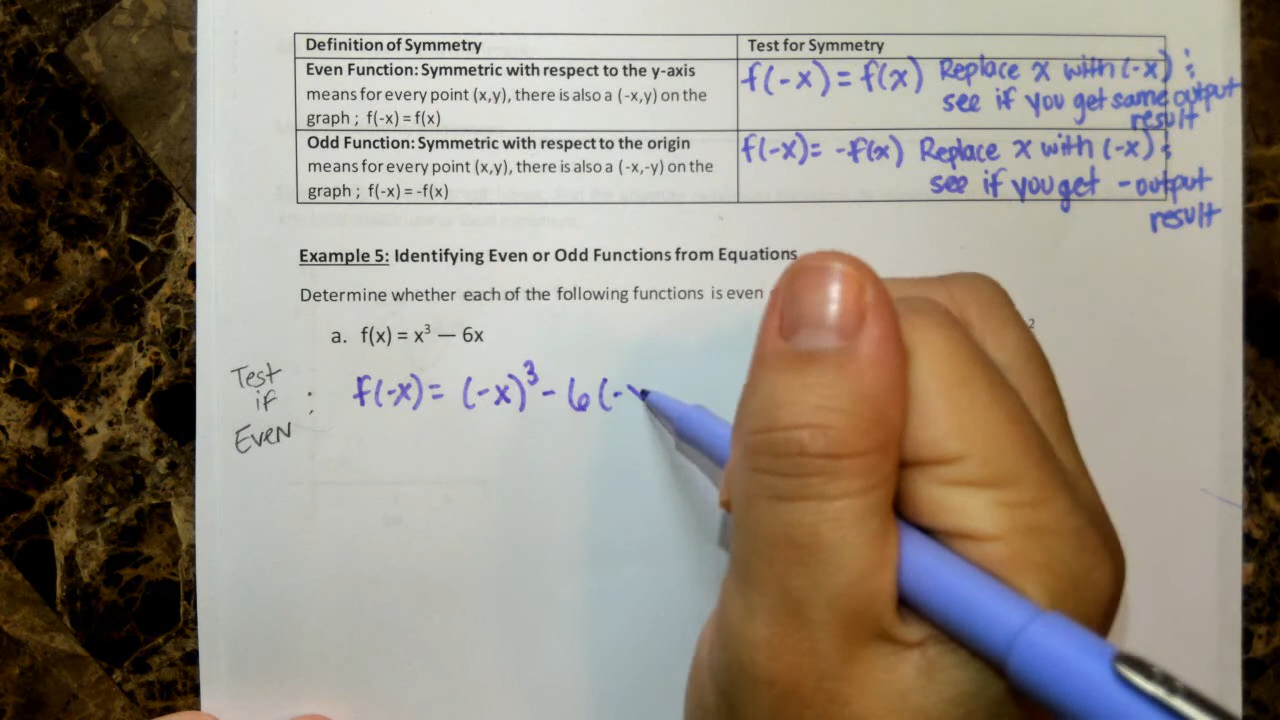 Definition of Symmetry
Test for Symmetry
Even Function: Symmetric with respect to the y-axis
means for every point (x,y), there is also a (-x,y) on the
graph ; f(-x) = f(x)
f(-x) = f(x) Replace x with (-x) ;
see if you get same output
result
Odd Function: Symmetric with respect to the origin
means for every point (x,y), there is also a (-x,-y) on the
graph ; f(-x) = -f(x)
f(-x) = -f(x) Replace x with (-x) ;
see if you get - output
result
Example 5: Identifying Even or Odd Functions from Equations
Determine whether each of the following functions is even
a. f(x) = x³ — 6x
2
Test
if
Even
: f(-x) = (-x)³ - 6(-x